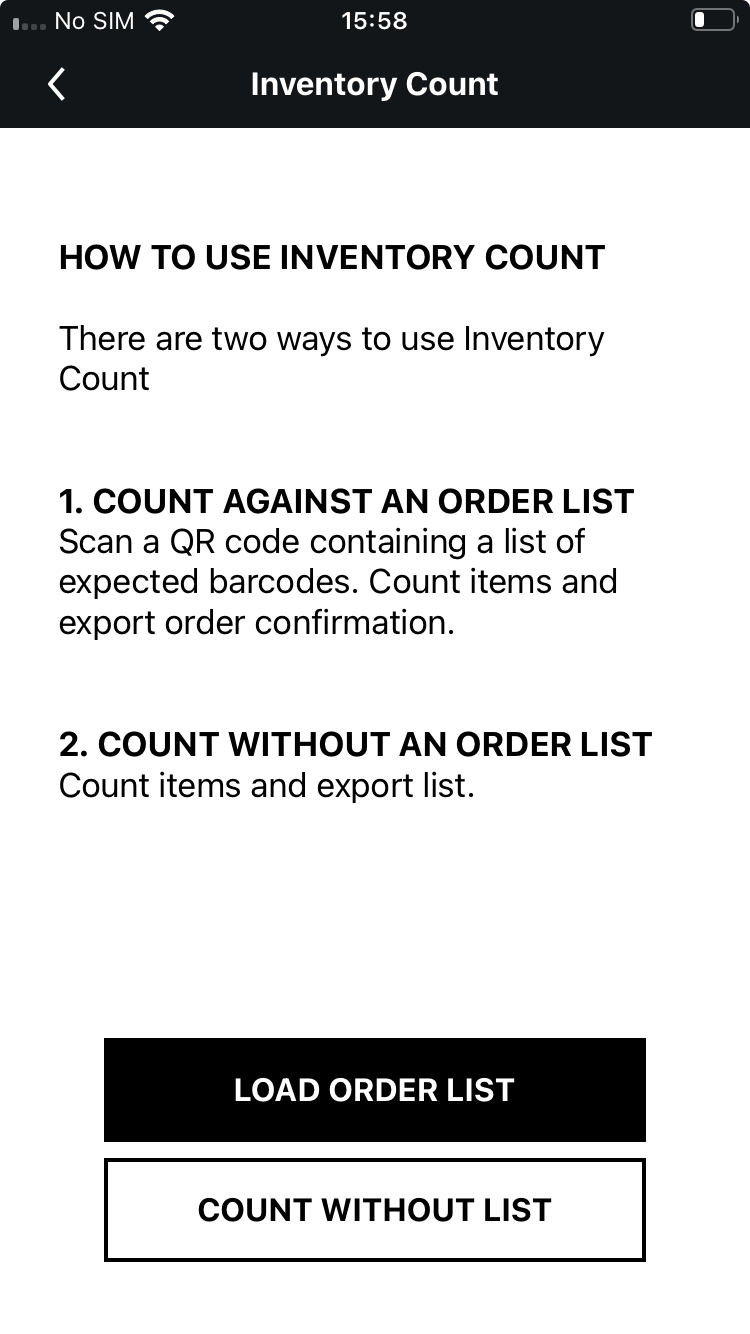 No SIM 15:58
Inventory Count
HOW TO USE INVENTORY COUNT
There are two ways to use Inventory
Count
1. COUNT AGAINST AN ORDER LIST
Scan a QR code containing a list of
expected barcodes. Count items and
export order confirmation.
2. COUNT WITHOUT AN ORDER LIST
Count items and export list.
LOAD ORDER LIST
COUNT WITHOUT LIST